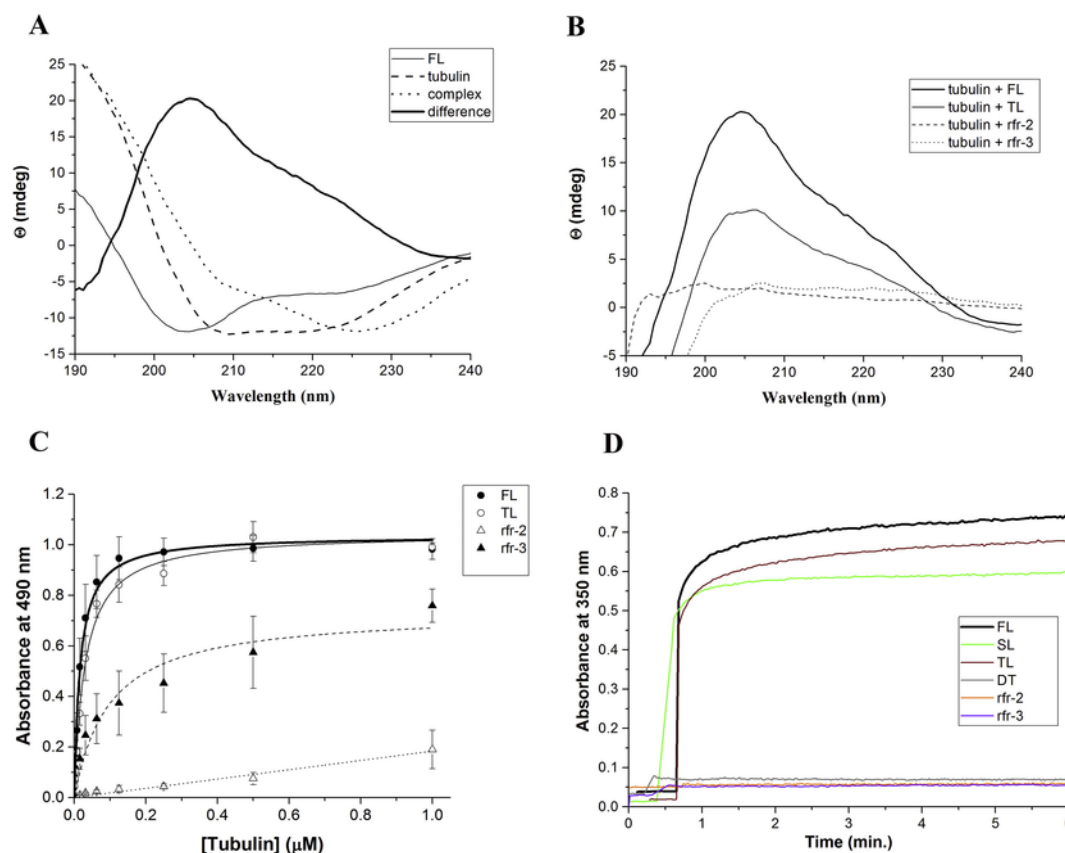 A
FL
tubulin
complex
difference
25
20
15
10
5
0
-5
-10
-15
190
200
210
220
230
240
Θ (mdeg)
Wavelength (nm)
B
tubulin + FL
tubulin + TL
tubulin + rfr-2
tubulin + rfr-3
25
20
15
10
5
0
-5
190
200
210
220
230
240
Θ (mdeg)
Wavelength (nm)
C
FL
TL
rfr-2
rfr-3
1.2
1.0
0.8
0.6
0.4
0.2
0.0
0.0
0.2
0.4
0.6
0.8
1.0
Absorbance at 490 nm
[Tubulin] (μM)
D
FL
SL
TL
DT
rfr-2
rfr-3
0.8
0.7
0.6
0.5
0.4
0.3
0.2
0.1
0.0
0
1
2
3
4
5
Absorbance at 350 nm
Time (min.)